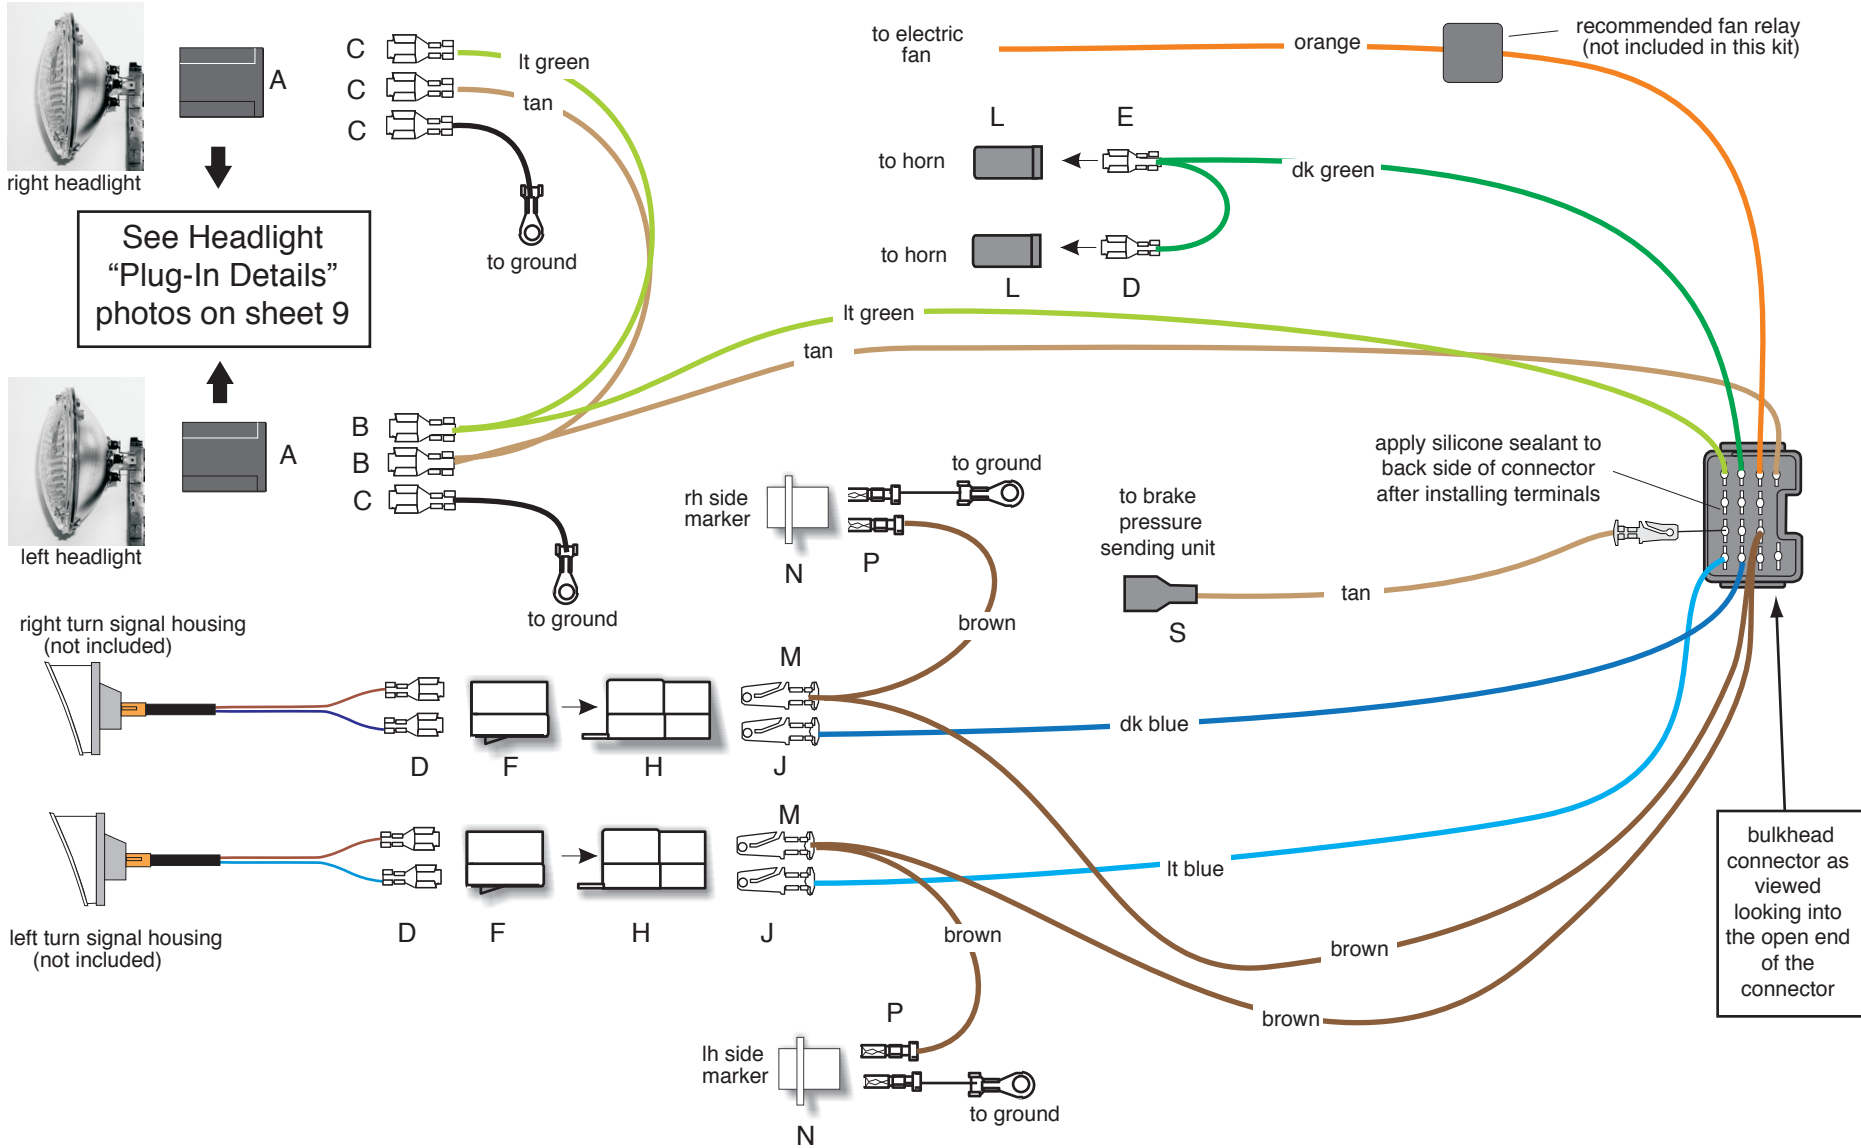 A
right headlight
See Headlight
“Plug-In Details”
photos on sheet 9
A
left headlight
C
C
C
lt green
tan
to ground
B
B
C
to ground
to electric
fan
orange
recommended fan relay
(not included in this kit)
L
E
to horn
dk green
to horn
L
D
lt green
tan
apply silicone sealant to
back side of connector
after installing terminals
rh side
marker
to ground
N
P
brown
to brake
pressure
sending unit
S
tan
right turn signal housing
(not included)
D
F
H
M
J
dk blue
left turn signal housing
(not included)
D
F
H
M
J
lt blue
brown
brown
brown
lh side
marker
P
to ground
N
bulkhead
connector as
viewed
looking into
the open end
of the
connector